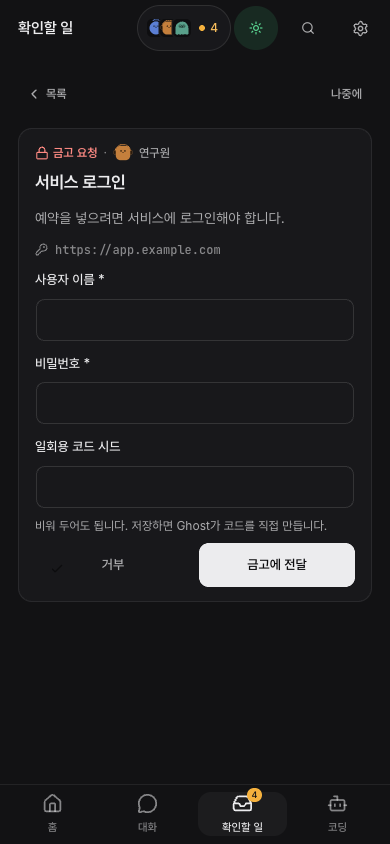 확인할 일
4
목록
나중에
금고 요청 · 연구원
서비스 로그인
예약을 넣으려면 서비스에 로그인해야 합니다.
https://app.example.com
사용자 이름 *
비밀번호 *
일회용 코드 시드
비워 두어도 됩니다. 저장하면 Ghost가 코드를 직접 만듭니다.
거부
금고에 전달
4
홈
대화
확인할 일
코딩